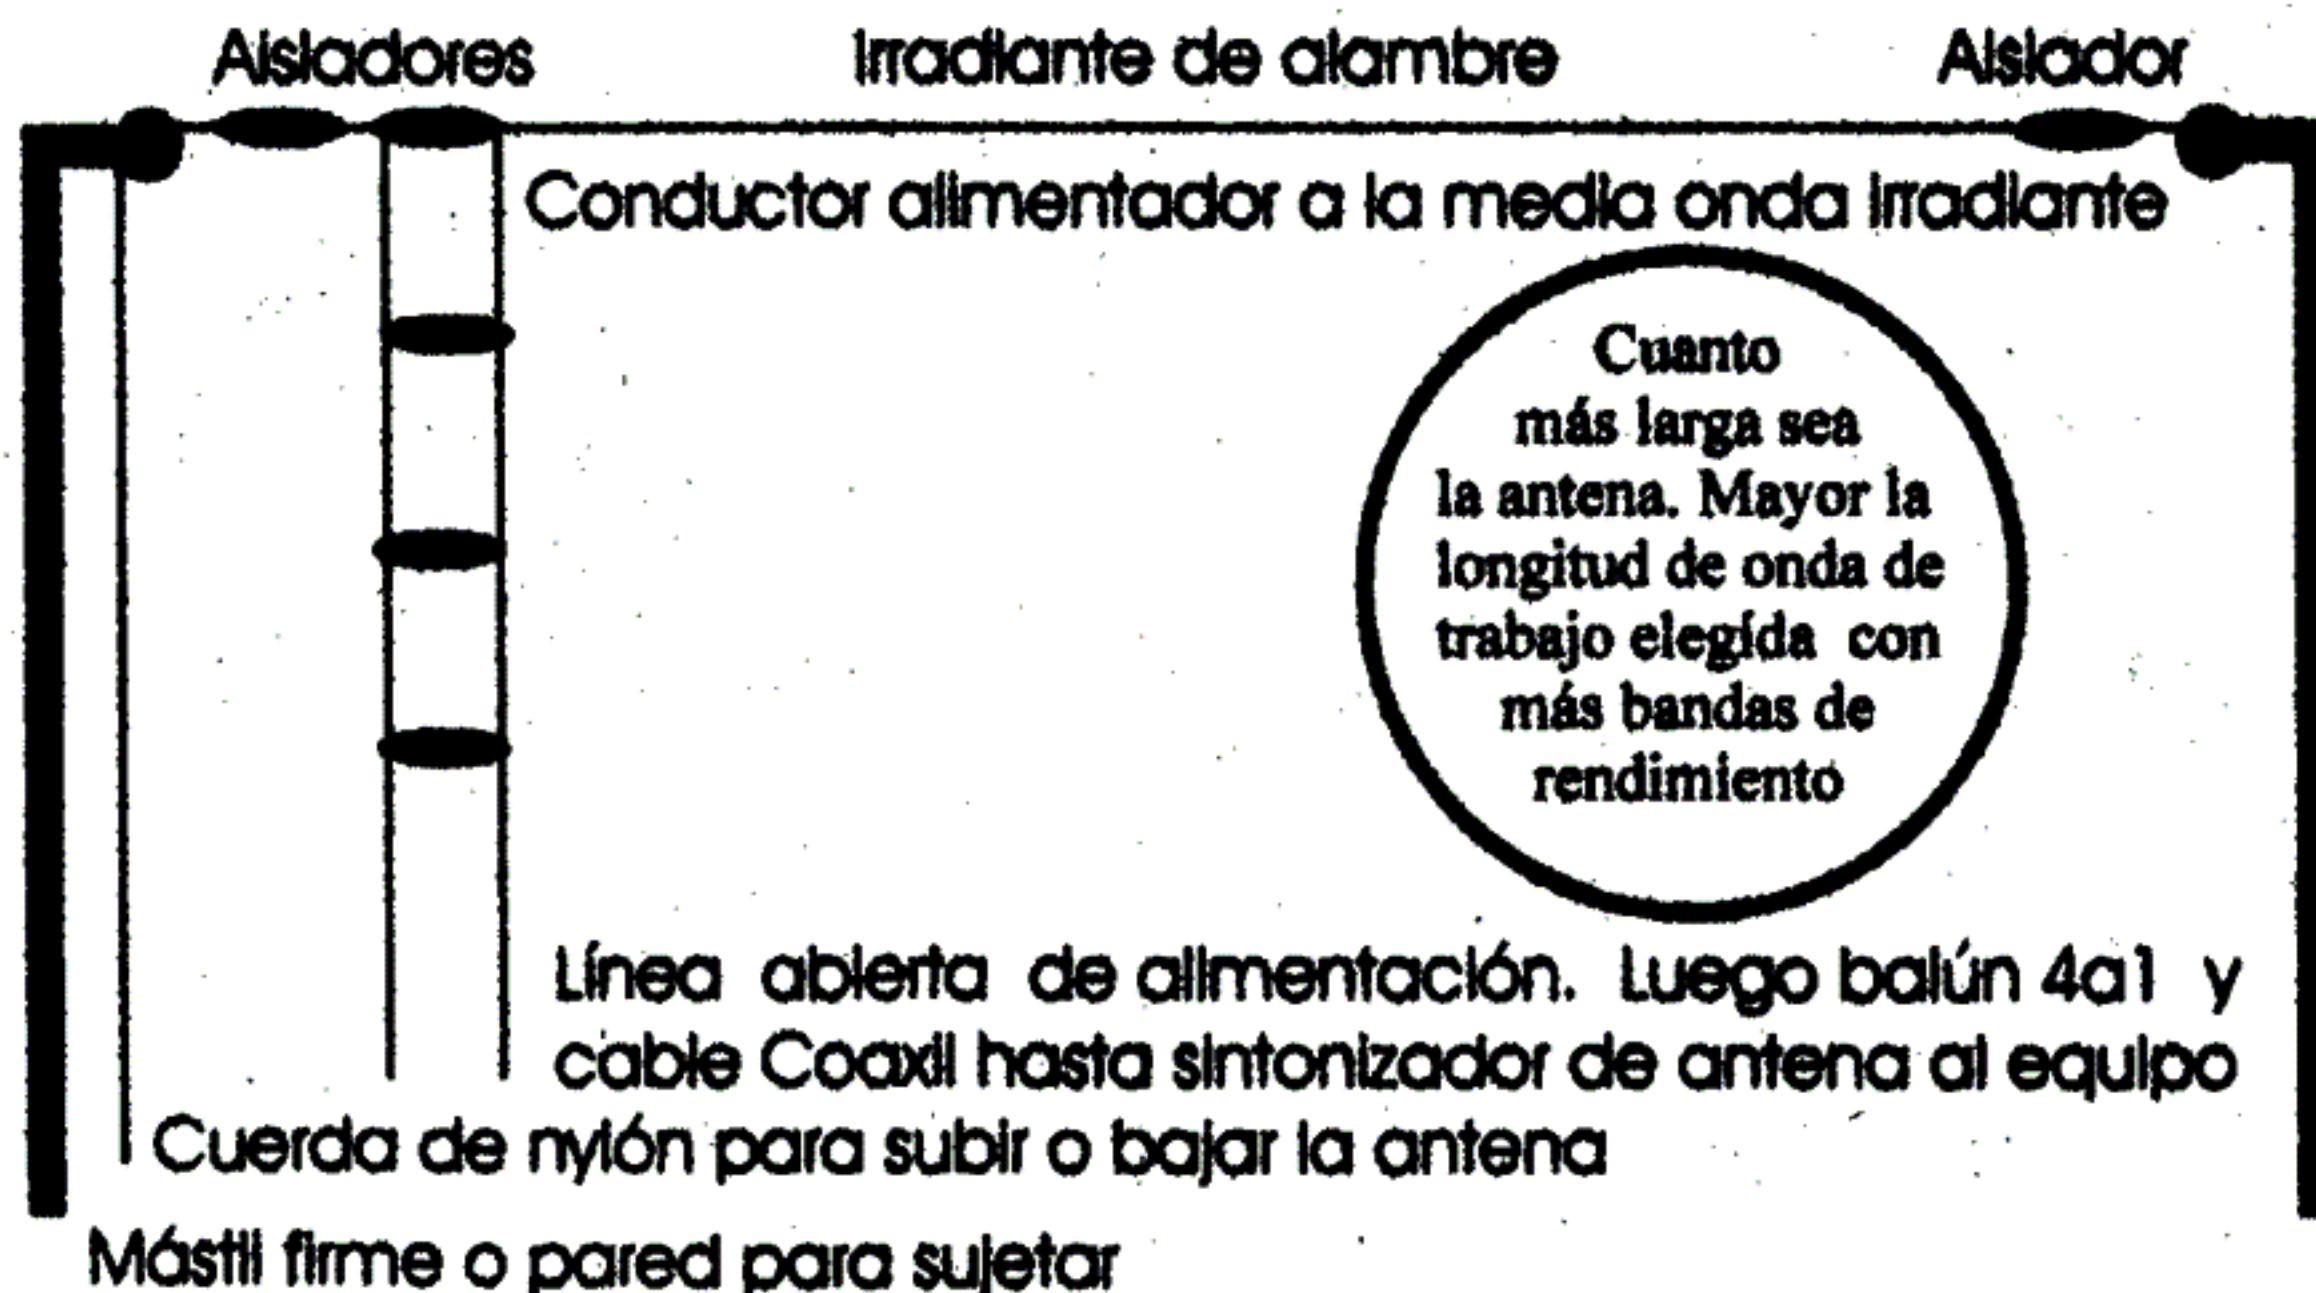 Aisladores Irradiante de alambre Aislador
Conductor alimentador a la media onda irradiante
Cuanto
más larga sea
la antena. Mayor la
longitud de onda de
trabajo elegída con
más bandas de
rendimiento
Línea abierta de alimentación. Luego balún 4a1 y
cable Coaxil hasta sintonizador de antena al equipo
Cuerda de nylón para subir o bajar la antena
Mástil firme o pared para sujetar